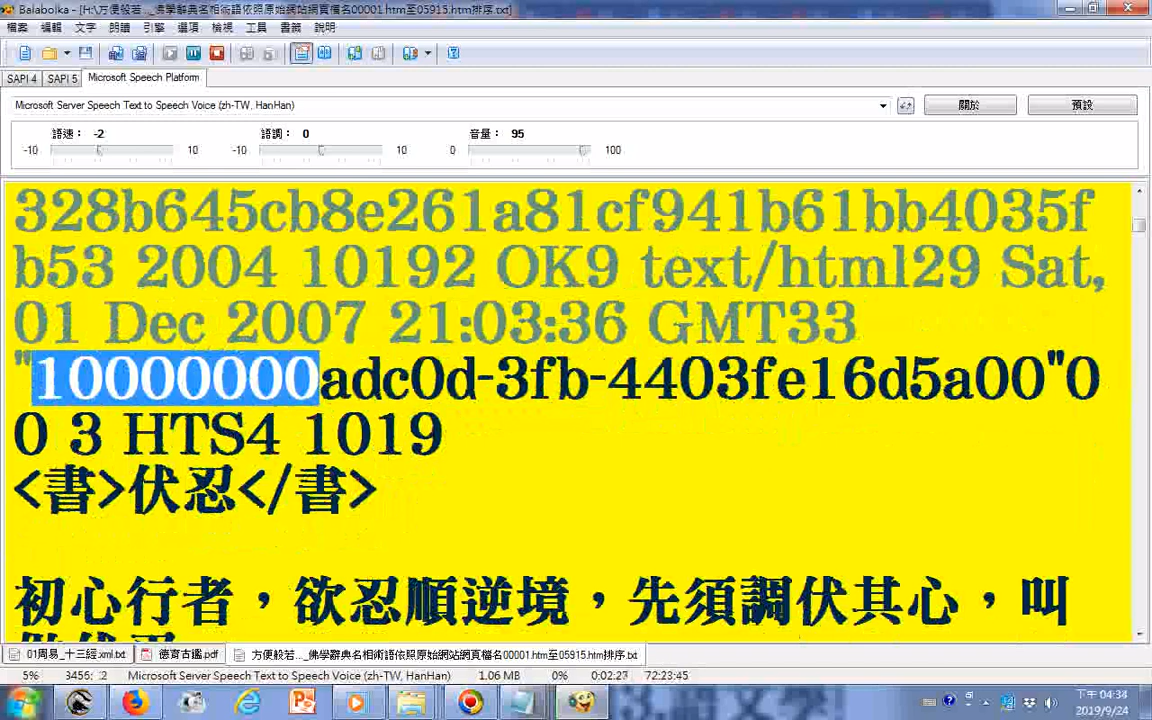 Balabolka - [H:\方便般若..._佛學辭典名相術語依照原始網站網頁檔名00001.htm至05915.htm排序.txt]
檔案 編輯 文字 朗讀 引擎 選項 檢視 工具 書籤 說明
SAPI 4 SAPI 5 Microsoft Speech Platform
Microsoft Server Speech Text to Speech Voice (zh-TW, HanHan) 關於 預設
語速： -2 語調： 0 音量： 95
-10 10 -10 10 0 100
328b645cb8e261a81cf941b61bb4035f
b53 2004 10192 OK9 text/html29 Sat,
01 Dec 2007 21:03:36 GMT33
"10000000adc0d-3fb-4403fe16d5a00"0
0 3 HTS4 1019
<書>伏忍</書>
初心行者，欲忍順逆境，先須調伏其心，叫
01周易_十三經.xml.txt 德育古鑑.pdf 方便般若..._佛學辭典名相術語依照原始網站網頁檔名00001.htm至05915.htm排序.txt
5% 3455: :2 Microsoft Server Speech Text to Speech Voice (zh-TW, HanHan) 1.06 MB 0% 0:02:27 72:23:45
下午 04:38
2019/9/24